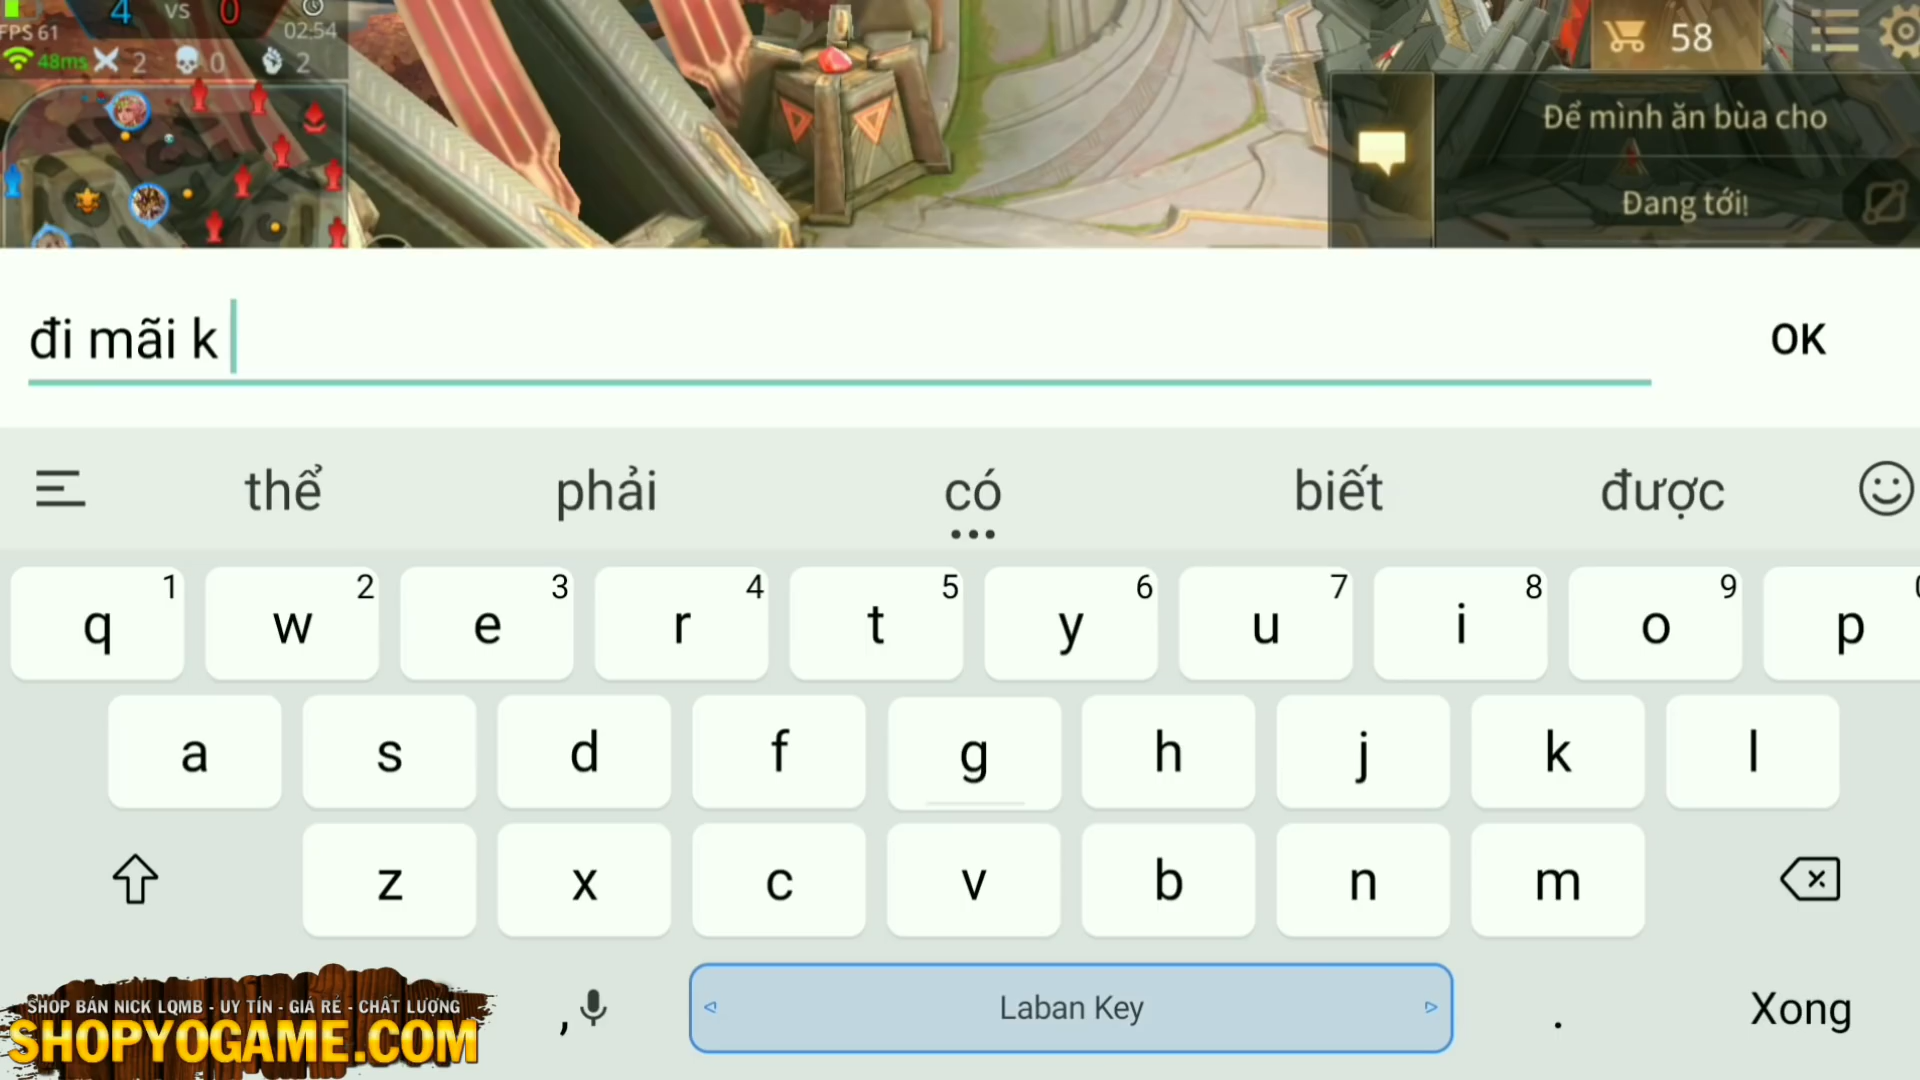 4 vs 0
FPS 61
02:54
48ms 2 0 2
58
Để mình ăn bùa cho
Đang tới!
đi mãi k
OK
thể phải có biết được
1 2 3 4 5 6 7 8 9
q w e r t y u i o p
a s d f g h j k l
z x c v b n m
, Laban Key . Xong
SHOP BÁN NICK LQMB - UY TÍN - GIÁ RẺ - CHẤT LƯỢNG
SHOPYOGAME.COM